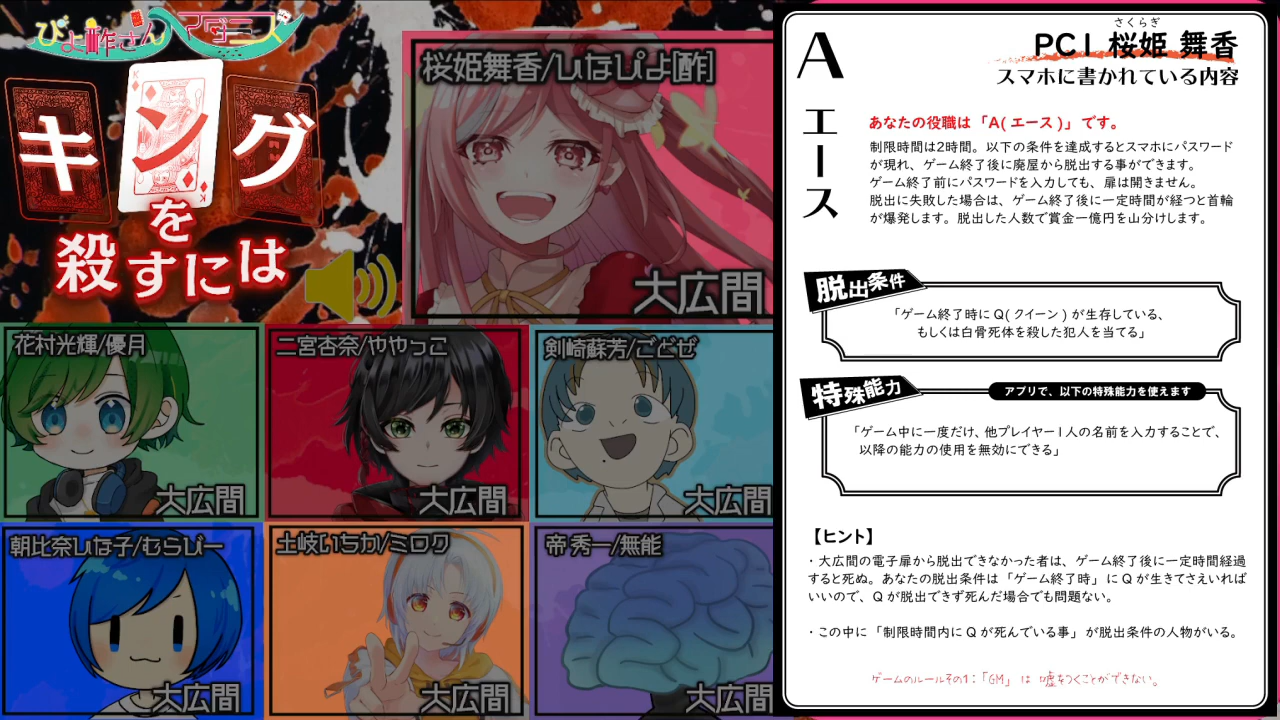 ぴよ酢さんマダミス
キングを殺すには
桜姫舞香/ひなぴよ[酢]
大広間
花村光輝/優月
大広間
二宮杏奈/ややっこ
大広間
剣崎蘇芳/ごどぜ
大広間
朝比奈ひな子/むらびー
大広間
土岐いちか/ミロク
大広間
帝 秀一/無能
大広間
A
エース
さくらぎ
PC1 桜姫 舞香
スマホに書かれている内容
あなたの役職は「A(エース)」です。
制限時間は2時間。以下の条件を達成するとスマホにパスワード
が現れ、ゲーム終了後に廃屋から脱出する事ができます。
ゲーム終了前にパスワードを入力しても、扉は開きません。
脱出に失敗した場合は、ゲーム終了後に一定時間が経つと首輪
が爆発します。脱出した人数で賞金一億円を山分けします。
脱出条件
「ゲーム終了時にQ(クイーン)が生存している、
もしくは白骨死体を殺した犯人を当てる」
特殊能力
アプリで、以下の特殊能力を使えます
「ゲーム中に一度だけ、他プレイヤー1人の名前を入力することで、
以降の能力の使用を無効にできる」
【ヒント】
・大広間の電子扉から脱出できなかった者は、ゲーム終了後に一定時間経過
すると死ぬ。あなたの脱出条件は「ゲーム終了時」にQが生きてさえいれば
いいので、Qが脱出できず死んだ場合でも問題ない。
・この中に「制限時間内にQが死んでいる事」が脱出条件の人物がいる。
ゲームのルールその1:「GM」は嘘をつくことができない。